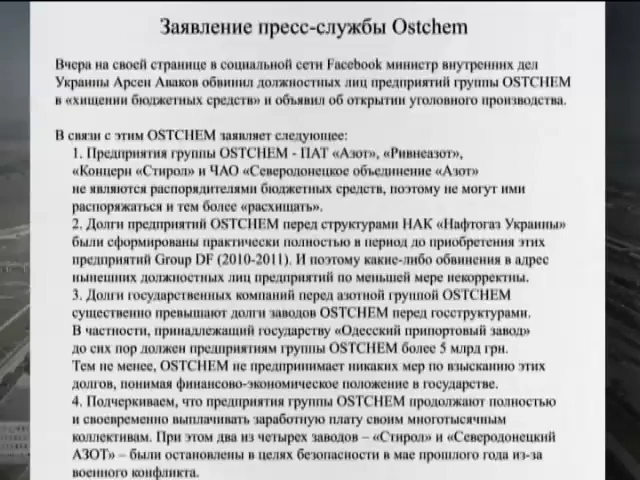 Заявление пресс-службы Ostchem
Вчера на своей странице в социальной сети Facebook министр внутренних дел
Украины Арсен Аваков обвинил должностных лиц предприятий группы OSTCHEM
в «хищении бюджетных средств» и объявил об открытии уголовного производства.
В связи с этим OSTCHEM заявляет следующее:
1. Предприятия группы OSTCHEM - ПАТ «Азот», «Ривнеазот»,
«Концерн «Стирол» и ЧАО «Северодонецкое объединение «Азот»
не являются распорядителями бюджетных средств, поэтому не могут ими
распоряжаться и тем более «расхищать».
2. Долги предприятий OSTCHEM перед структурами НАК «Нафтогаз Украины»
были сформированы практически полностью в период до приобретения этих
предприятий Group DF (2010-2011). И поэтому какие-либо обвинения в адрес
нынешних должностных лиц предприятий по меньшей мере некорректны.
3. Долги государственных компаний перед азотной группой OSTCHEM
существенно превышают долги заводов OSTCHEM перед госструктурами.
В частности, принадлежащий государству «Одесский припортовый завод»
до сих пор должен предприятиям группы OSTCHEM более 5 млрд грн.
Тем не менее, OSTCHEM не предпринимает никаких мер по взысканию этих
долгов, понимая финансово-экономическое положение в государстве.
4. Подчеркиваем, что предприятия группы OSTCHEM продолжают полностью
и своевременно выплачивать заработную плату своим многотысячным
коллективам. При этом два из четырех заводов – «Стирол» и «Северодонецкий
АЗОТ» – были остановлены в целях безопасности в мае прошлого года из-за
военного конфликта.